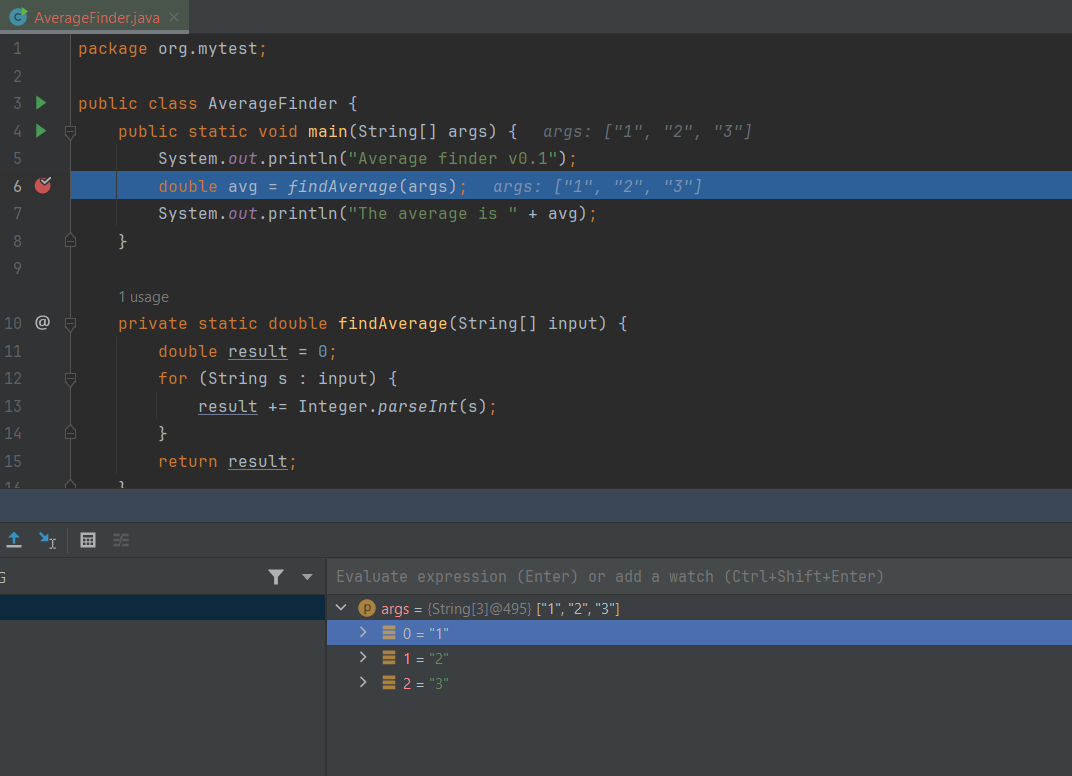 AverageFinder.java
1 package org.mytest;
2
3 public class AverageFinder {
4 public static void main(String[] args) { args: ["1", "2", "3"]
5 System.out.println("Average finder v0.1");
6 double avg = findAverage(args); args: ["1", "2", "3"]
7 System.out.println("The average is " + avg);
8 }
9
1 usage
10 @ private static double findAverage(String[] input) {
11 double result = 0;
12 for (String s : input) {
13 result += Integer.parseInt(s);
14 }
15 return result;
16 }
Evaluate expression (Enter) or add a watch (Ctrl+Shift+Enter)
args = {String[3]@495} ["1", "2", "3"]
0 = "1"
1 = "2"
2 = "3"